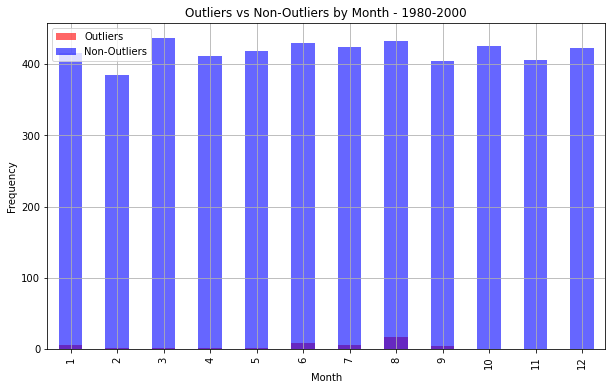 Outliers vs Non-Outliers by Month - 1980-2000
Outliers
Non-Outliers
400
300
200
100
0
Frequency
1 2 3 4 5 6 7 8 9 10 11 12
Month